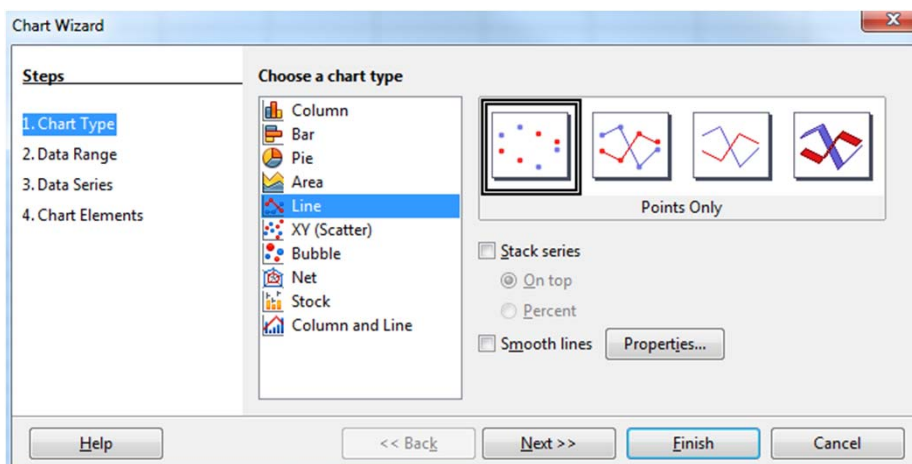 Chart Wizard
Steps
1. Chart Type
2. Data Range
3. Data Series
4. Chart Elements
Choose a chart type
Column
Bar
Pie
Area
Line
XY (Scatter)
Bubble
Net
Stock
Column and Line
Points Only
Stack series
On top
Percent
Smooth lines
Properties...
Help
<< Back
Next >>
Finish
Cancel